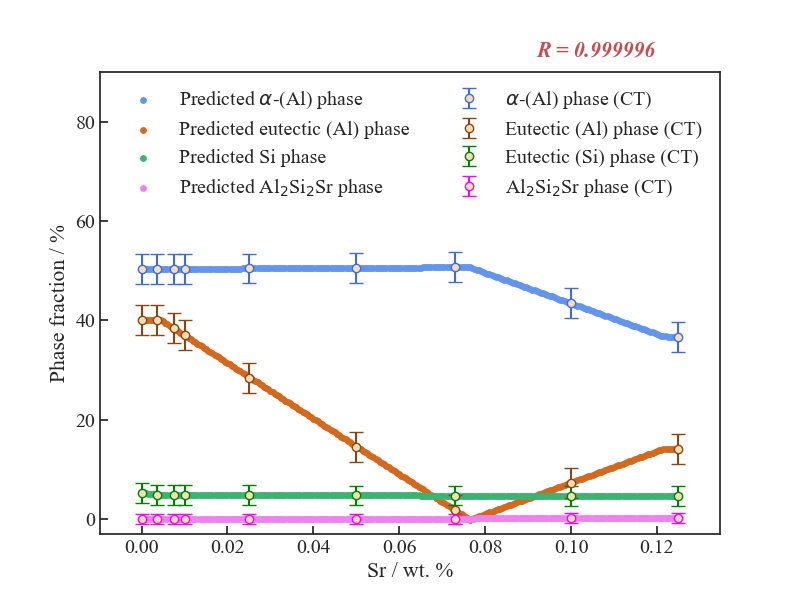 R = 0.999996
Predicted α-(Al) phase
Predicted eutectic (Al) phase
Predicted Si phase
Predicted Al₂Si₂Sr phase
α-(Al) phase (CT)
Eutectic (Al) phase (CT)
Eutectic (Si) phase (CT)
Al₂Si₂Sr phase (CT)
Phase fraction / %
80
60
40
20
0
0.00 0.02 0.04 0.06 0.08 0.10 0.12
Sr / wt. %